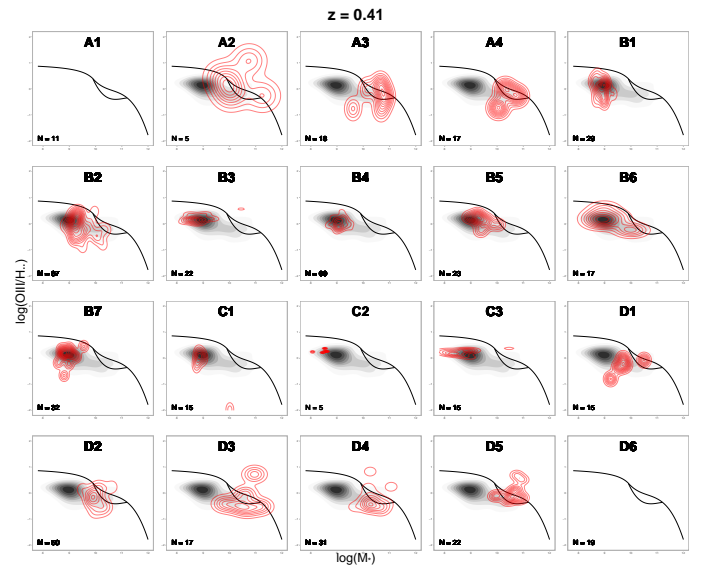 z = 0.41
A1 A2 A3 A4 B1
N = 11 N = 5 N = 18 N = 17 N = 29
B2 B3 B4 B5 B6
N = 22 N = 23 N = 17
B7 C1 C2 C3 D1
N = 32 N = 15 N = 5 N = 15 N = 15
D2 D3 D4 D5 D6
N = 17 N = 31 N = 22 N = 19
log(OIII/H..)
log(M*)